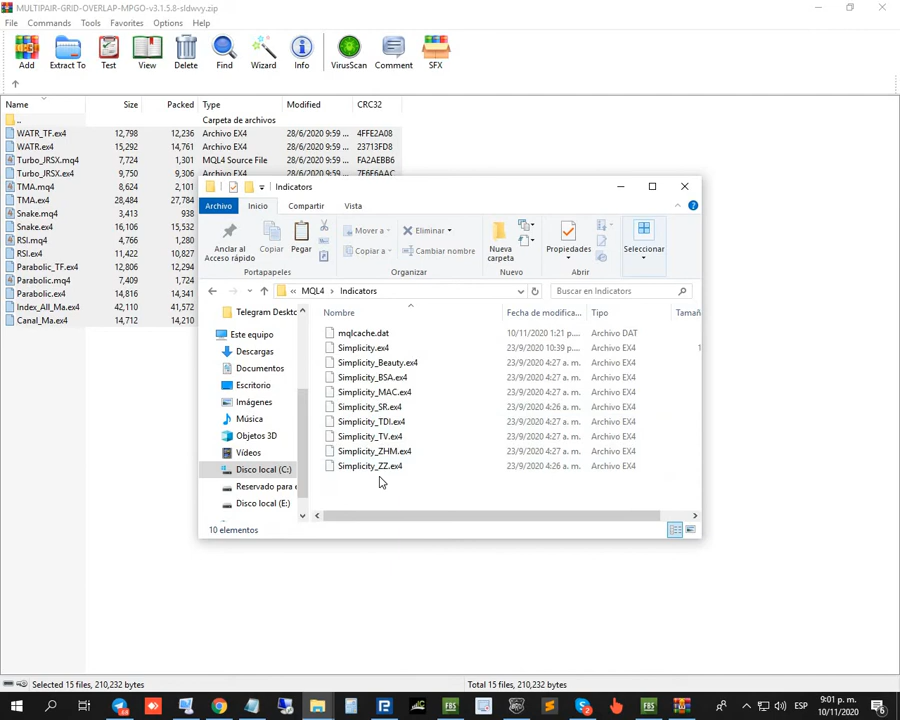 MULTIPAIR-GRID-OVERLAP-MPGO-v3.1.5.8-sldwvy.zip
File Commands Tools Favorites Options Help
Add Extract To Test View Delete Find Wizard Info VirusScan Comment SFX
Name Size Packed Type Modified CRC32
.. Carpeta de archivos
WATR_TF.ex4 12,798 12,236 Archivo EX4 28/6/2020 9:59 ... 4FFE2A08
WATR.ex4 15,292 14,761 Archivo EX4 28/6/2020 9:59 ... 23713FD8
Turbo_JRSX.mq4 7,724 1,301 MQL4 Source File 28/6/2020 9:59 ... FA2AEBB6
Turbo_JRSX.ex4 9,750 9,306 Archivo EX4 28/6/2020 9:59 ... 7F6F6AAC
TMA.mq4 8,624 2,101
TMA.ex4 28,484 27,784
Snake.mq4 3,413 938
Snake.ex4 16,106 15,532
RSI.mq4 4,766 1,280
RSI.ex4 11,422 10,827
Parabolic_TF.ex4 12,806 12,294
Parabolic.mq4 7,409 1,701
Parabolic.ex4 14,816 14,341
Index_All_Ma.ex4 42,110 41,572
Canal_Ma.ex4 14,712 14,210
Indicators
Archivo Inicio Compartir Vista
Anclar al Acceso rápido
Copiar
Pegar
Portapapeles
Mover a
Copiar a
Eliminar
Cambiar nombre
Organizar
Nueva carpeta
Nuevo
Propiedades
Abrir
Seleccionar
« MQL4 › Indicators
Buscar en Indicators
Telegram Deskto
Este equipo
Descargas
Documentos
Escritorio
Imágenes
Música
Objetos 3D
Vídeos
Disco local (C:)
Reservado para e
Disco local (E:)
Nombre Fecha de modifica... Tipo Tamañ
mqlcache.dat 10/11/2020 1:21 p.... Archivo DAT
Simplicity.ex4 23/9/2020 10:39 p... Archivo EX4 1
Simplicity_Beauty.ex4 23/9/2020 4:27 a. m. Archivo EX4
Simplicity_BSA.ex4 23/9/2020 4:27 a. m. Archivo EX4
Simplicity_MAC.ex4 23/9/2020 4:27 a. m. Archivo EX4
Simplicity_SR.ex4 23/9/2020 4:26 a. m. Archivo EX4
Simplicity_TDI.ex4 23/9/2020 4:27 a. m. Archivo EX4
Simplicity_TV.ex4 23/9/2020 4:27 a. m. Archivo EX4
Simplicity_ZHM.ex4 23/9/2020 4:27 a. m. Archivo EX4
Simplicity_ZZ.ex4 23/9/2020 4:26 a. m. Archivo EX4
10 elementos
Selected 15 files, 210,232 bytes
Total 15 files, 210,232 bytes
FBS
FBS
ESP
9:01 p. m.
10/11/2020
6